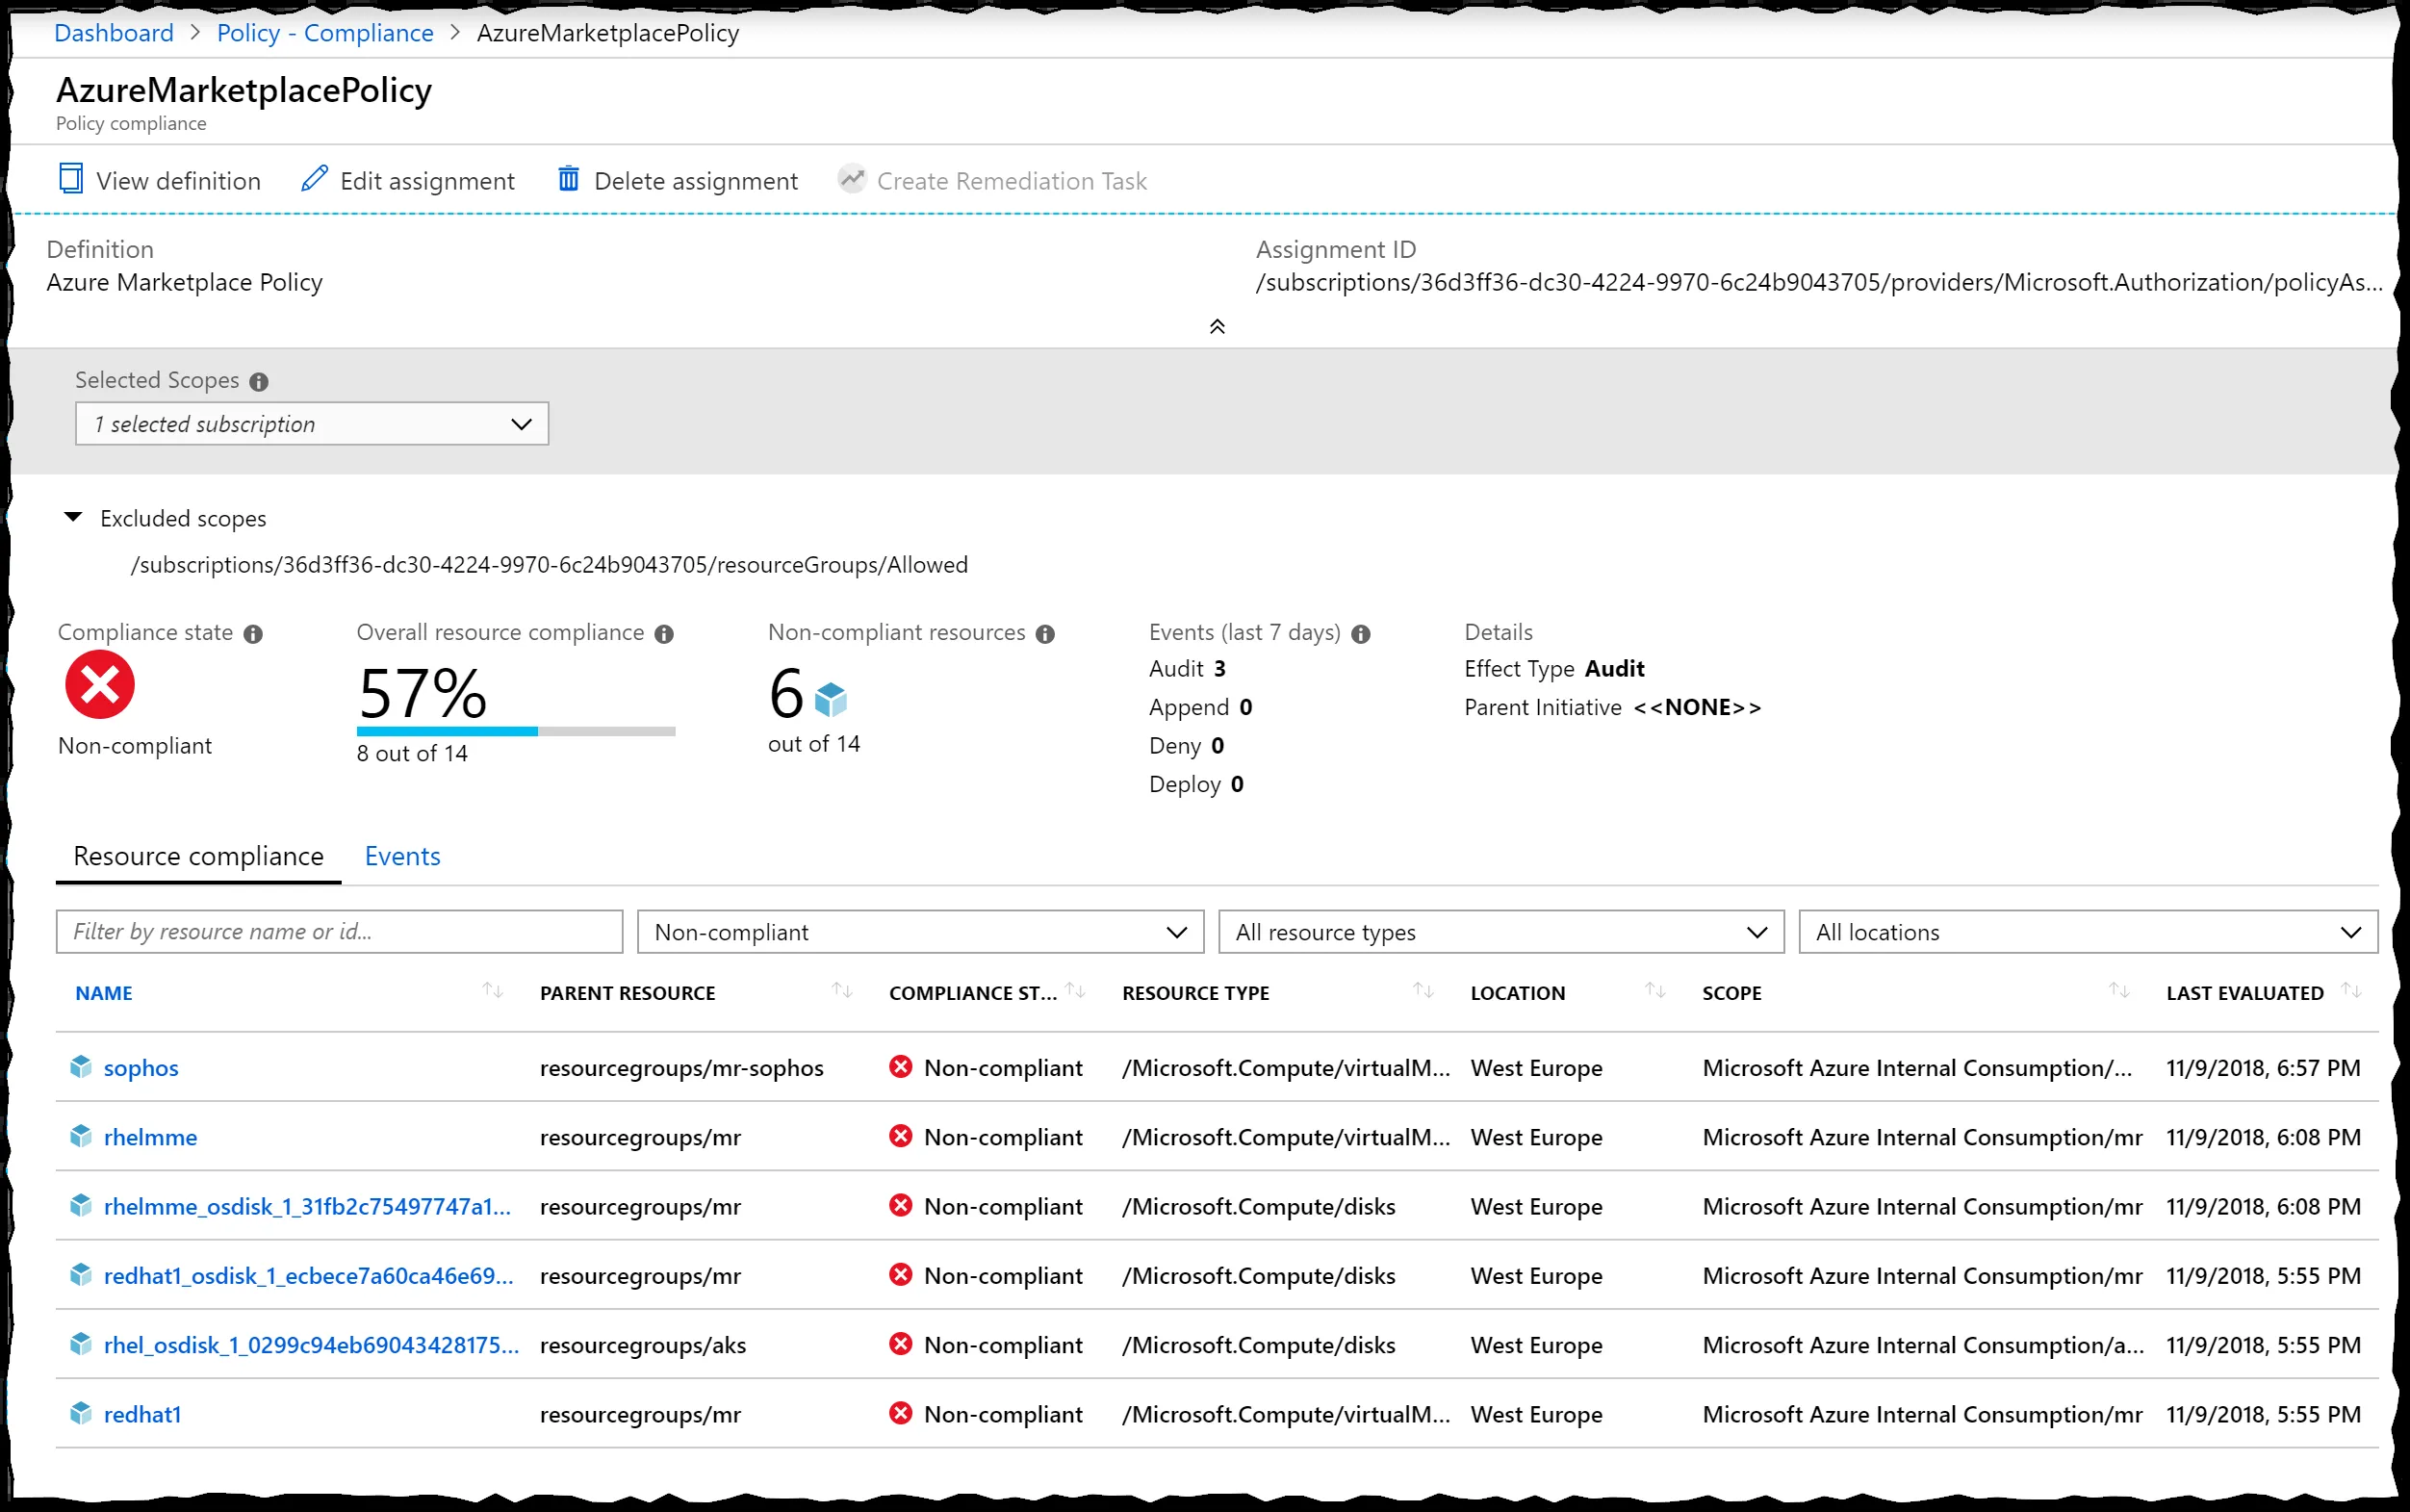 Dashboard > Policy - Compliance > AzureMarketplacePolicy
AzureMarketplacePolicy
Policy compliance
View definition Edit assignment Delete assignment Create Remediation Task
Definition Assignment ID
Azure Marketplace Policy /subscriptions/36d3ff36-dc30-4224-9970-6c24b9043705/providers/Microsoft.Authorization/policyAs...
Selected Scopes
1 selected subscription
Excluded scopes
/subscriptions/36d3ff36-dc30-4224-9970-6c24b9043705/resourceGroups/Allowed
Compliance state Overall resource compliance Non-compliant resources Events (last 7 days) Details
57% 6 Audit 3 Effect Type Audit
Append 0 Parent Initiative <<NONE>>
Non-compliant 8 out of 14 out of 14 Deny 0
Deploy 0
Resource compliance Events
Filter by resource name or id... Non-compliant All resource types All locations
NAME PARENT RESOURCE COMPLIANCE ST... RESOURCE TYPE LOCATION SCOPE LAST EVALUATED
sophos resourcegroups/mr-sophos Non-compliant /Microsoft.Compute/virtualM... West Europe Microsoft Azure Internal Consumption/... 11/9/2018, 6:57 PM
rhelmme resourcegroups/mr Non-compliant /Microsoft.Compute/virtualM... West Europe Microsoft Azure Internal Consumption/mr 11/9/2018, 6:08 PM
rhelmme_osdisk_1_31fb2c75497747a1... resourcegroups/mr Non-compliant /Microsoft.Compute/disks West Europe Microsoft Azure Internal Consumption/mr 11/9/2018, 6:08 PM
redhat1_osdisk_1_ecbece7a60ca46e69... resourcegroups/mr Non-compliant /Microsoft.Compute/disks West Europe Microsoft Azure Internal Consumption/mr 11/9/2018, 5:55 PM
rhel_osdisk_1_0299c94eb69043428175... resourcegroups/aks Non-compliant /Microsoft.Compute/disks West Europe Microsoft Azure Internal Consumption/a... 11/9/2018, 5:55 PM
redhat1 resourcegroups/mr Non-compliant /Microsoft.Compute/virtualM... West Europe Microsoft Azure Internal Consumption/mr 11/9/2018, 5:55 PM